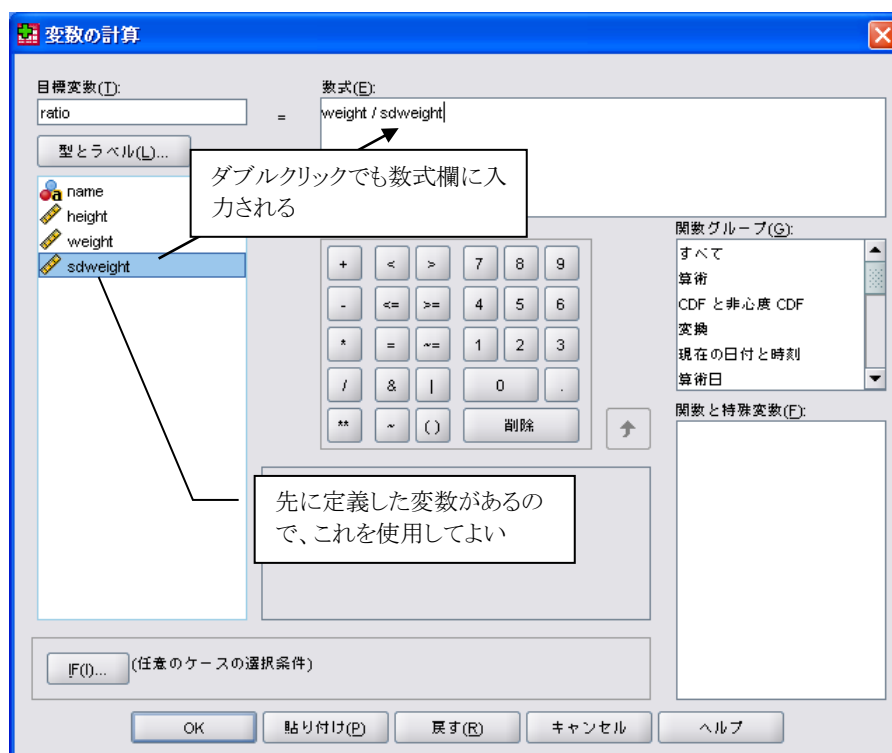 変数の計算
目標変数(T):
ratio
=
数式(E):
weight / sdweight
型とラベル(L)...
ダブルクリックでも数式欄に入
力される
name
height
weight
sdweight
+ < > 7 8 9
- <= >= 4 5 6
* = ~= 1 2 3
/ & | 0 .
** ~ ( ) 削除
関数グループ(G):
すべて
算術
CDF と非心度 CDF
変換
現在の日付と時刻
算術日
関数と特殊変数(F):
先に定義した変数があるの
で、これを使用してよい
IF(I)...
(任意のケースの選択条件)
OK
貼り付け(P)
戻す(R)
キャンセル
ヘルプ